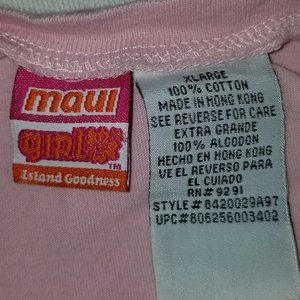 maui
girl
TM
Island Goodness
XLARGE
100% COTTON
MADE IN HONG KONG
SEE REVERSE FOR CARE
EXTRA GRANDE
100% ALGODON
HECHO EN HONG KONG
VE EL REVERSO PARA
EL CUIADO
RN# 9291
STYLE#8420029A97
UPC#806256003402